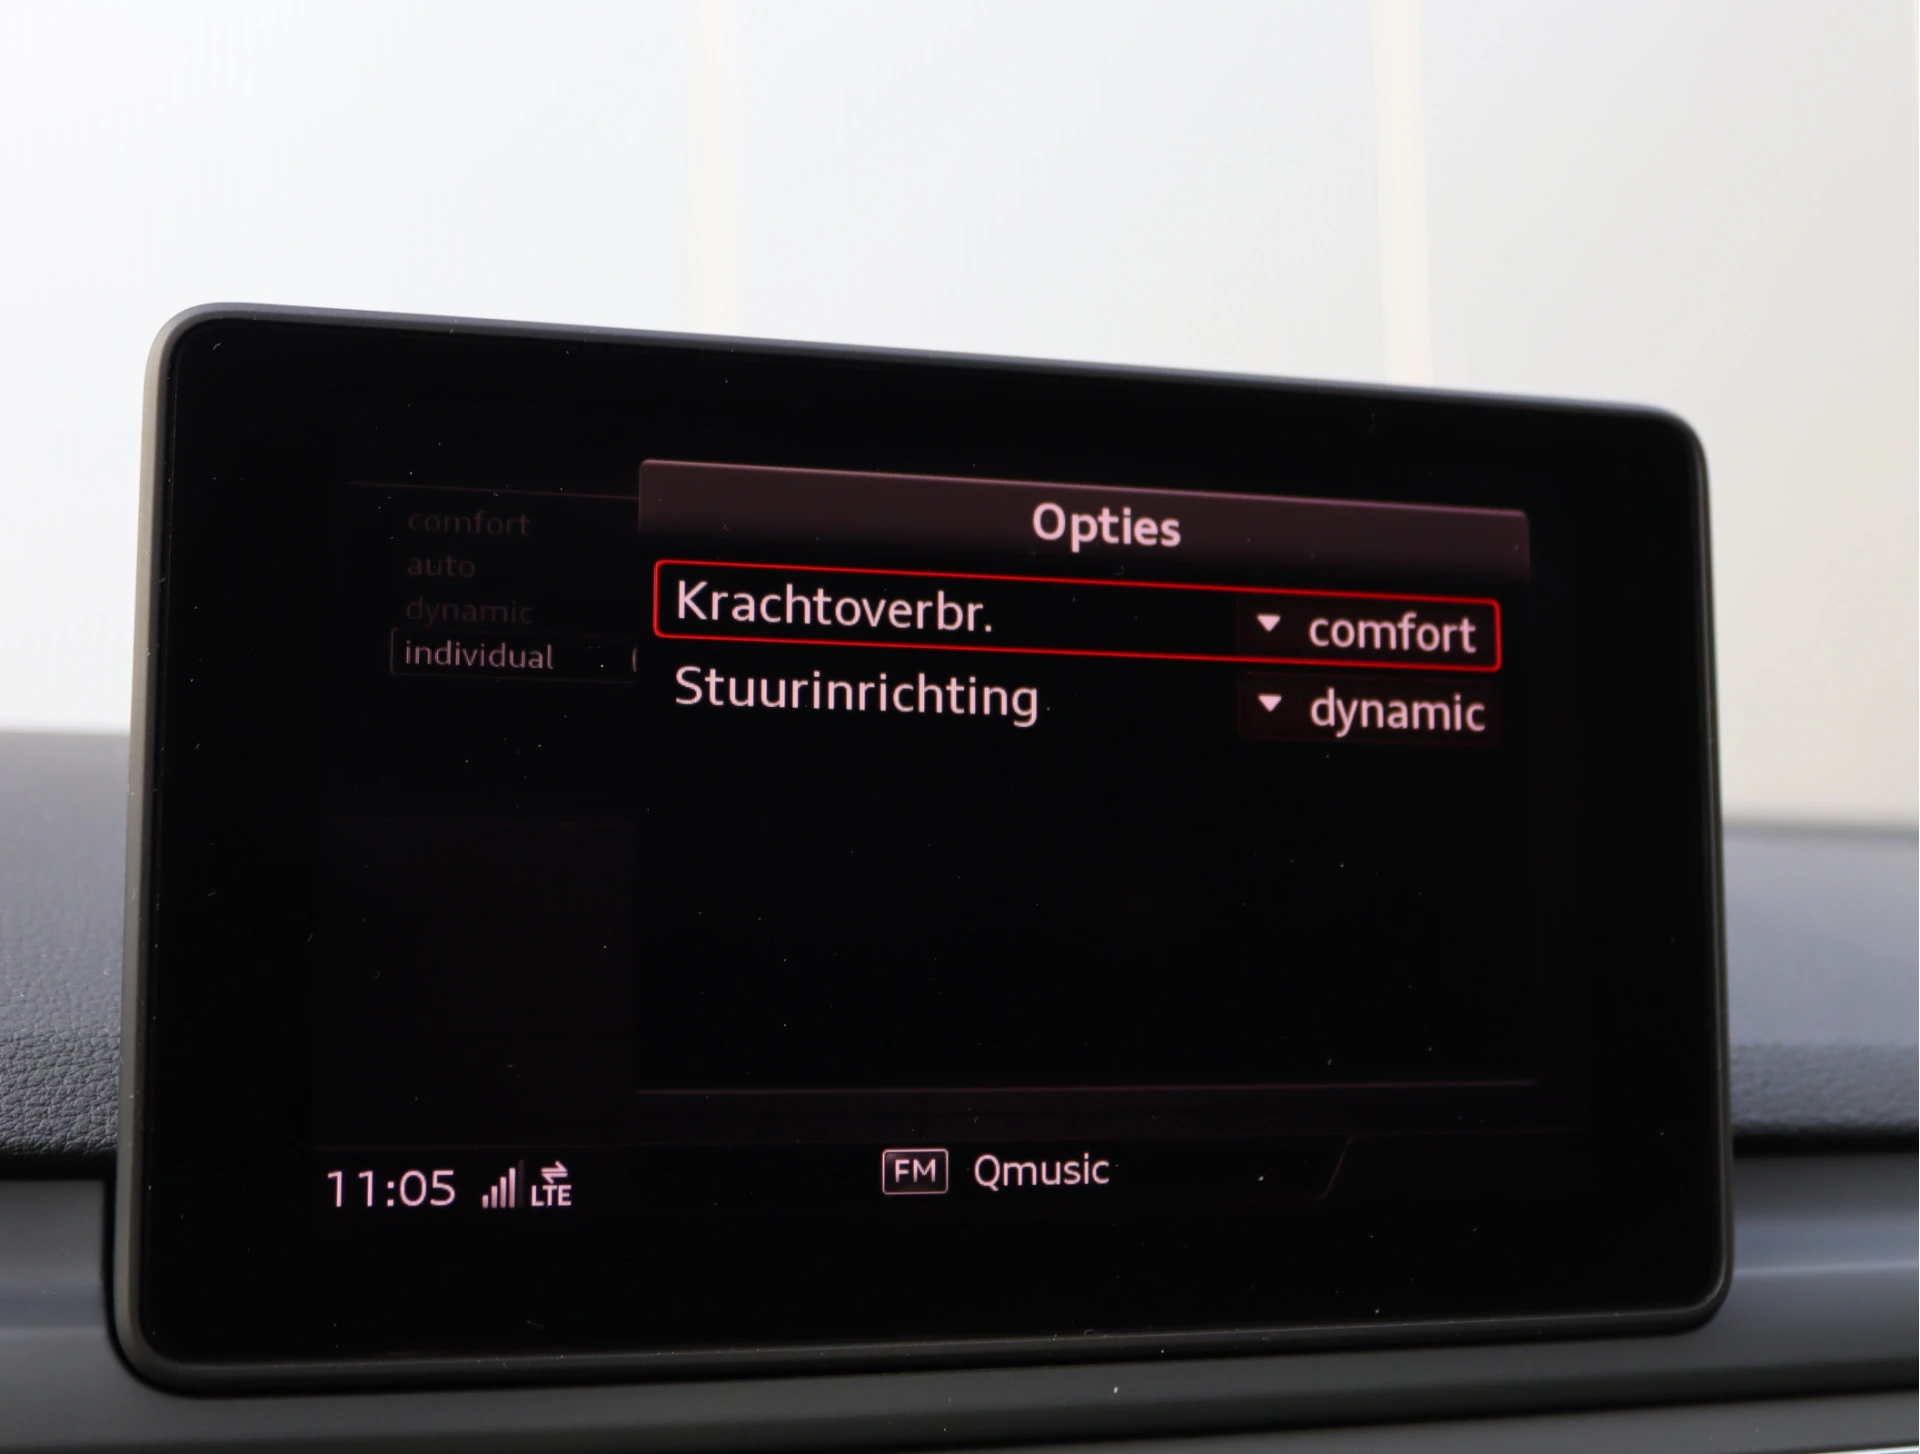 Opties
comfort
auto
dynamic
individual
Krachtoverbr. comfort
Stuurinrichting dynamic
11:05 LTE FM Qmusic